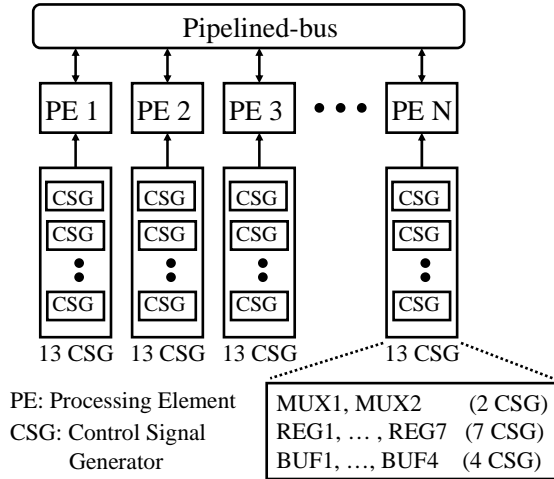 Pipelined-bus
PE 1 PE 2 PE 3 PE N
CSG CSG CSG CSG
CSG CSG CSG CSG
CSG CSG CSG CSG
13 CSG 13 CSG 13 CSG 13 CSG
PE: Processing Element
CSG: Control Signal
Generator
MUX1, MUX2 (2 CSG)
REG1, … , REG7 (7 CSG)
BUF1, …, BUF4 (4 CSG)